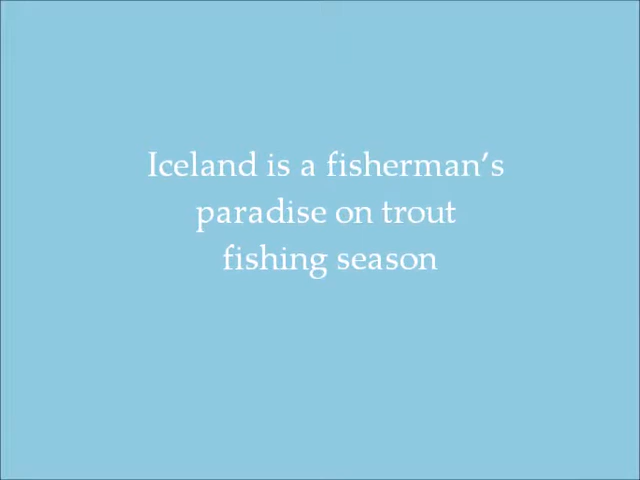 Iceland is a fisherman’s
paradise on trout
fishing season